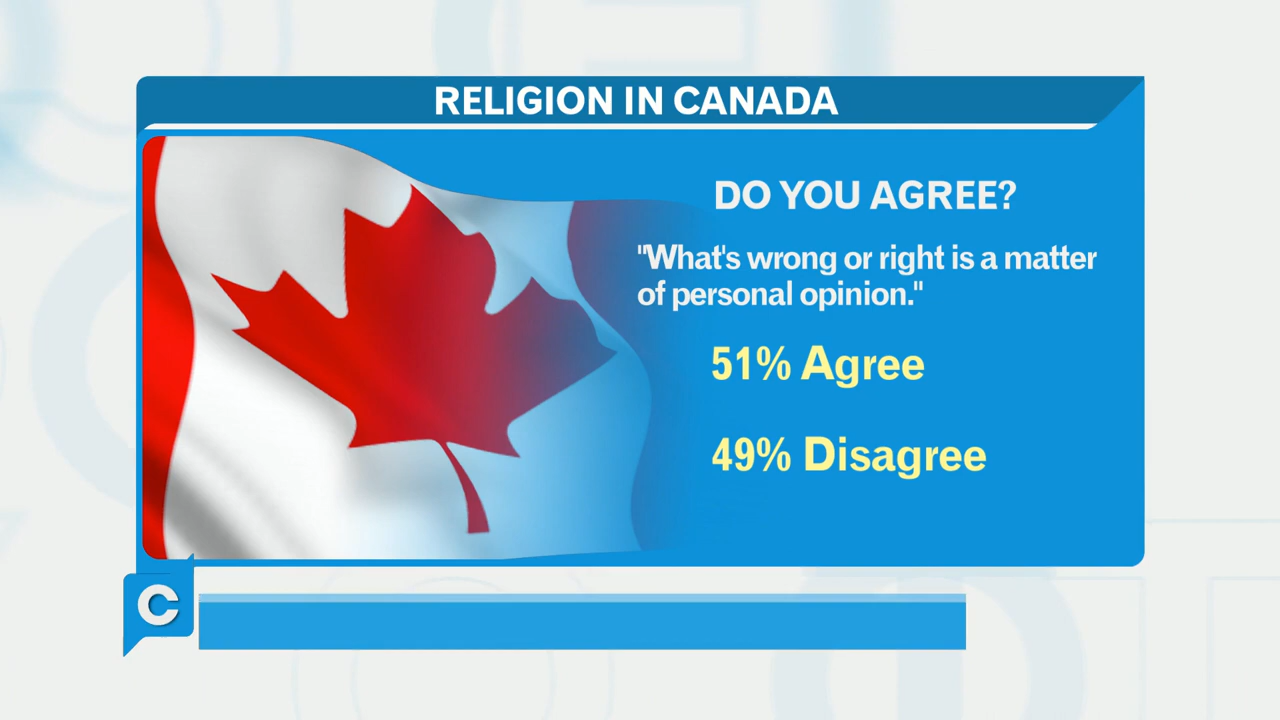 RELIGION IN CANADA
DO YOU AGREE?
"What's wrong or right is a matter
of personal opinion."
51% Agree
49% Disagree
C